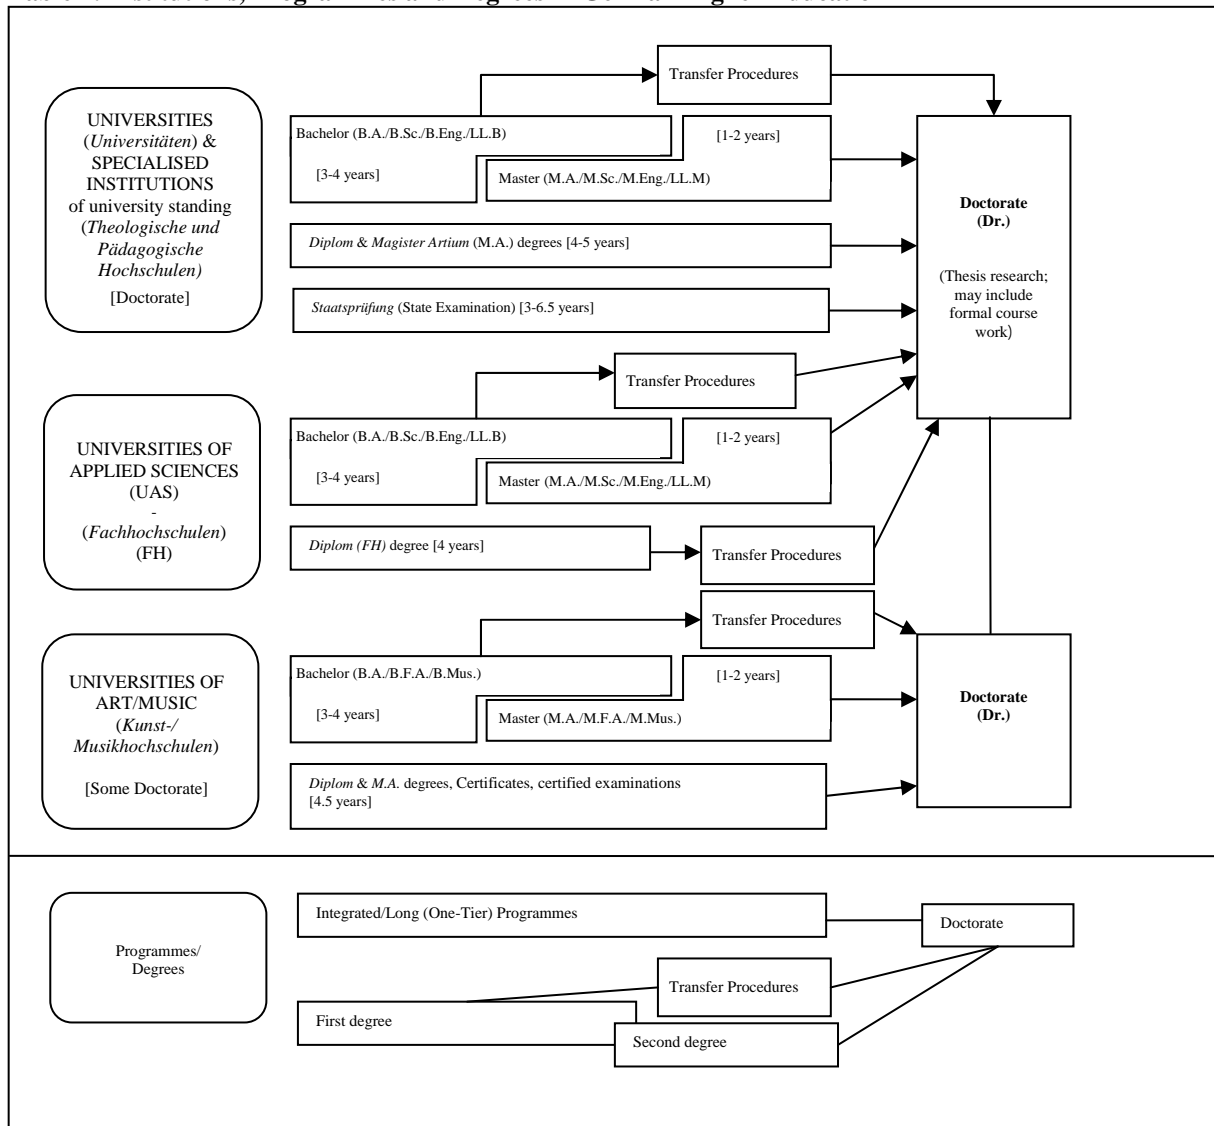 Transfer Procedures
UNIVERSITIES
(Universitäten) &
SPECIALISED
INSTITUTIONS
of university standing
(Theologische und
Pädagogische
Hochschulen)
[Doctorate]
Bachelor (B.A./B.Sc./B.Eng./LL.B)
[3-4 years]
[1-2 years]
Master (M.A./M.Sc./M.Eng./LL.M)
Diplom & Magister Artium (M.A.) degrees [4-5 years]
Staatsprüfung (State Examination) [3-6.5 years]
Doctorate
(Dr.)
(Thesis research;
may include
formal course
work)
Transfer Procedures
UNIVERSITIES OF
APPLIED SCIENCES
(UAS)
-
(Fachhochschulen)
(FH)
Bachelor (B.A./B.Sc./B.Eng./LL.B)
[3-4 years]
[1-2 years]
Master (M.A./M.Sc./M.Eng./LL.M)
Diplom (FH) degree [4 years]
Transfer Procedures
Transfer Procedures
UNIVERSITIES OF
ART/MUSIC
(Kunst-/
Musikhochschulen)
[Some Doctorate]
Bachelor (B.A./B.F.A./B.Mus.)
[3-4 years]
[1-2 years]
Master (M.A./M.F.A./M.Mus.)
Diplom & M.A. degrees, Certificates, certified examinations
[4.5 years]
Doctorate
(Dr.)
Programmes/
Degrees
Integrated/Long (One-Tier) Programmes
Doctorate
Transfer Procedures
First degree
Second degree